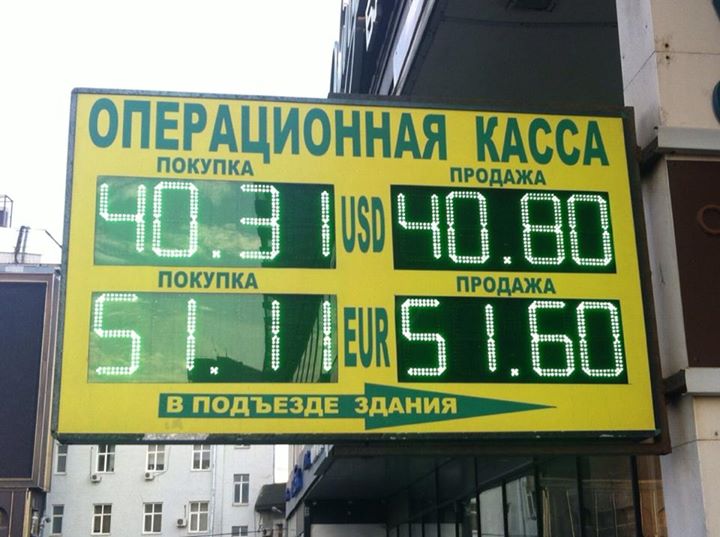 ОПЕРАЦИОННАЯ КАССА
ПОКУПКА ПРОДАЖА
40.31 USD 40.80
ПОКУПКА ПРОДАЖА
51.11 EUR 51.60
В ПОДЪЕЗДЕ ЗДАНИЯ